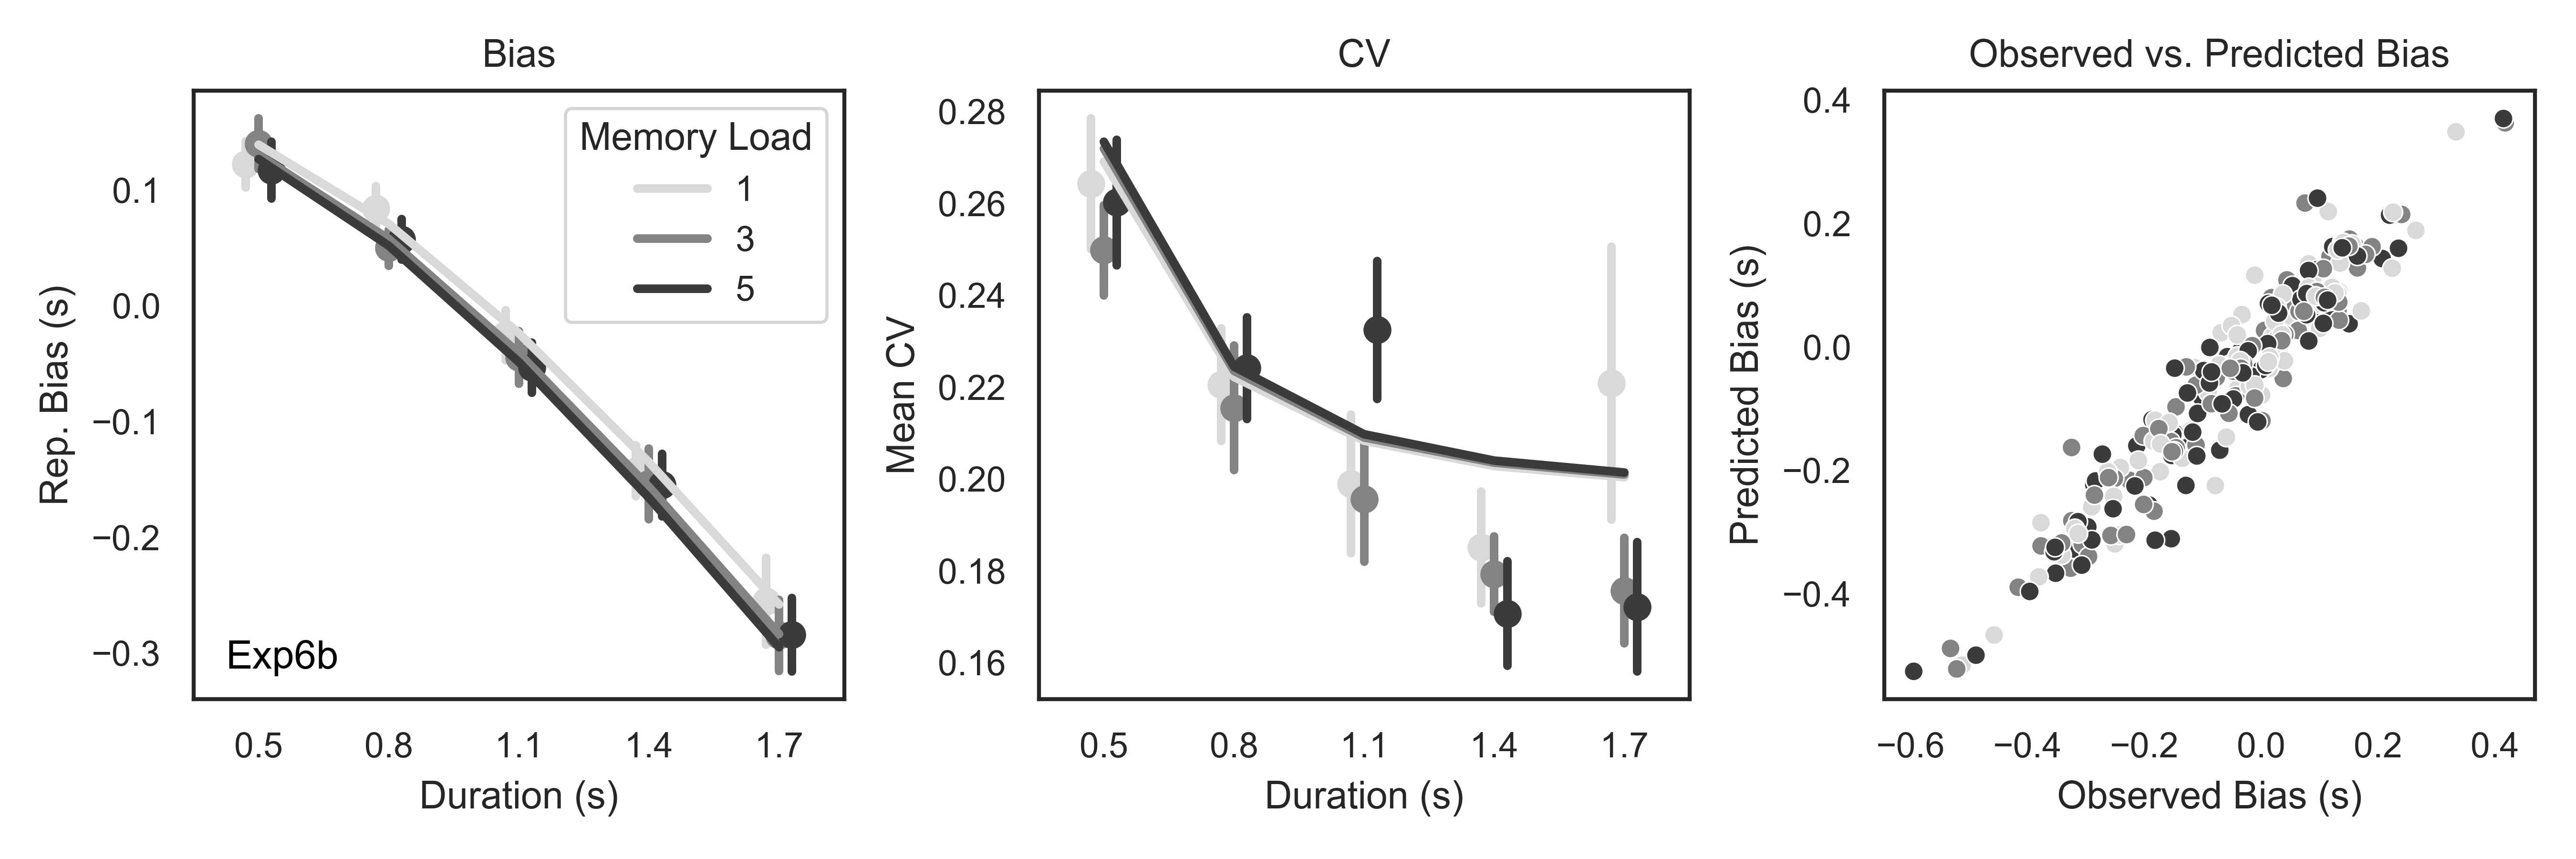 Bias
Rep. Bias (s)
0.1
0.0
−0.1
−0.2
−0.3
Memory Load
1
3
5
Exp6b
0.5 0.8 1.1 1.4 1.7
Duration (s)
CV
Mean CV
0.28
0.26
0.24
0.22
0.20
0.18
0.16
0.5 0.8 1.1 1.4 1.7
Duration (s)
Observed vs. Predicted Bias
Predicted Bias (s)
0.4
0.2
0.0
−0.2
−0.4
−0.6 −0.4 −0.2 0.0 0.2 0.4
Observed Bias (s)